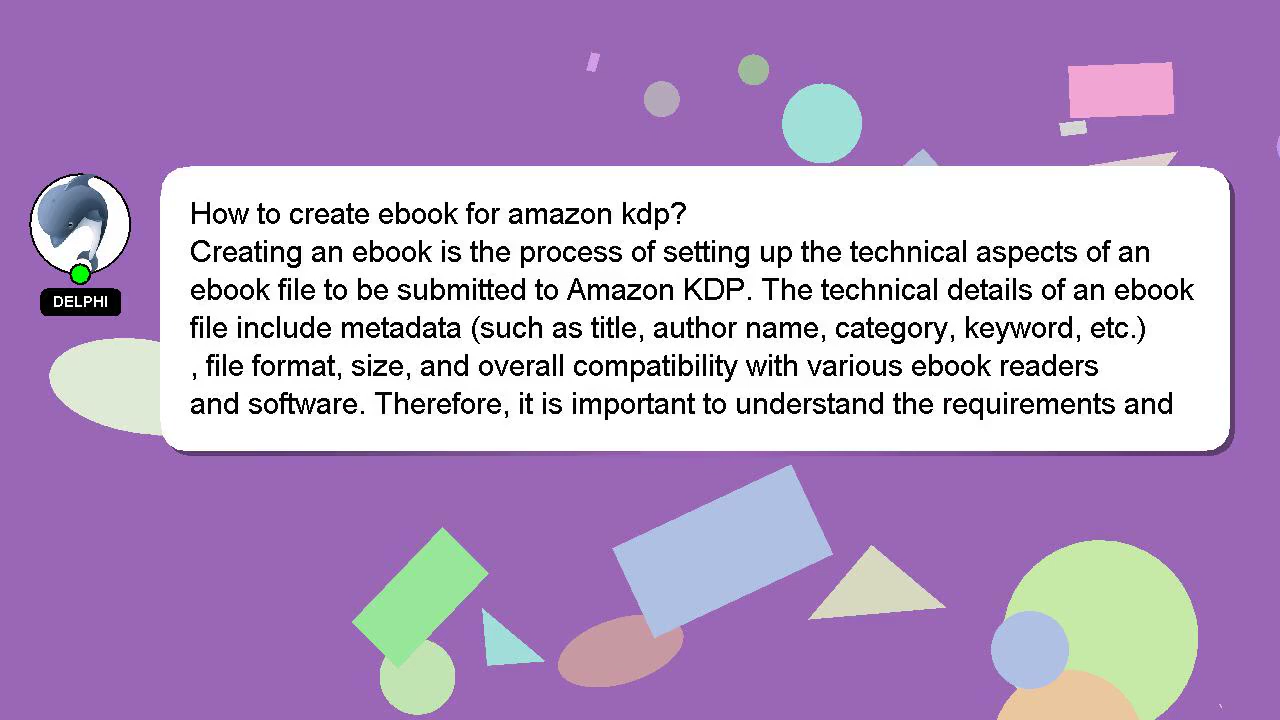 How to create ebook for amazon kdp?
Creating an ebook is the process of setting up the technical aspects of an
ebook file to be submitted to Amazon KDP. The technical details of an ebook
file include metadata (such as title, author name, category, keyword, etc.)
, file format, size, and overall compatibility with various ebook readers
and software. Therefore, it is important to understand the requirements and
DELPHI